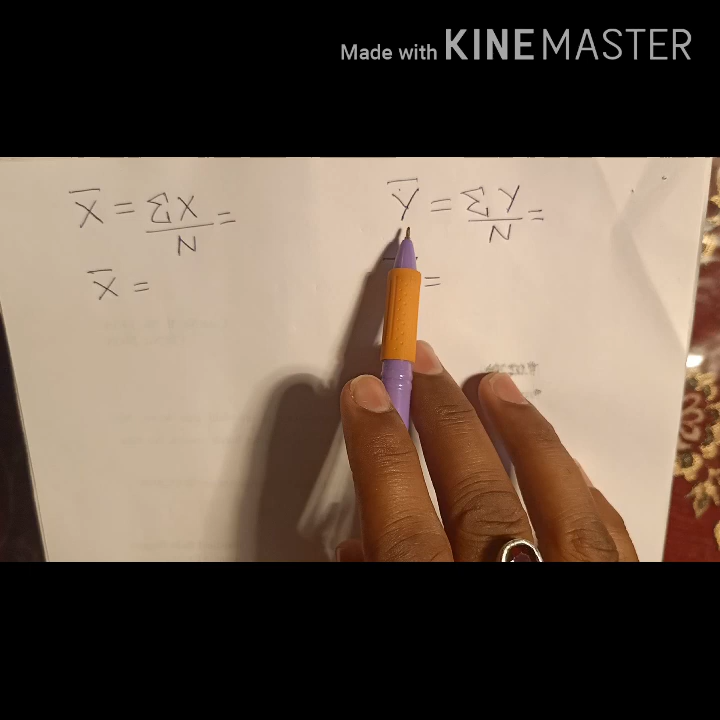 Made with KINEMASTER
X̄ = ΣX/N =
Ȳ = ΣY/N =
X̄ =
=